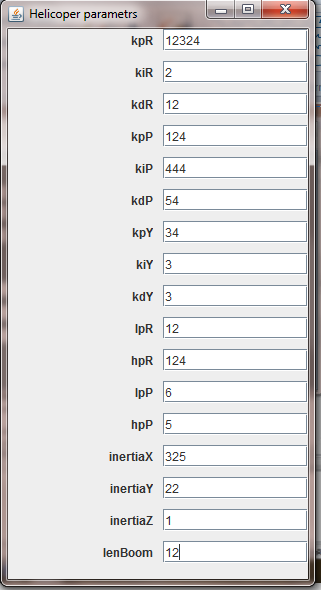 Helicoper parametrs
kpR 12324
kiR 2
kdR 12
kpP 124
kiP 444
kdP 54
kpY 34
kiY 3
kdY 3
lpR 12
hpR 124
lpP 6
hpP 5
inertiaX 325
inertiaY 22
inertiaZ 1
lenBoom 12